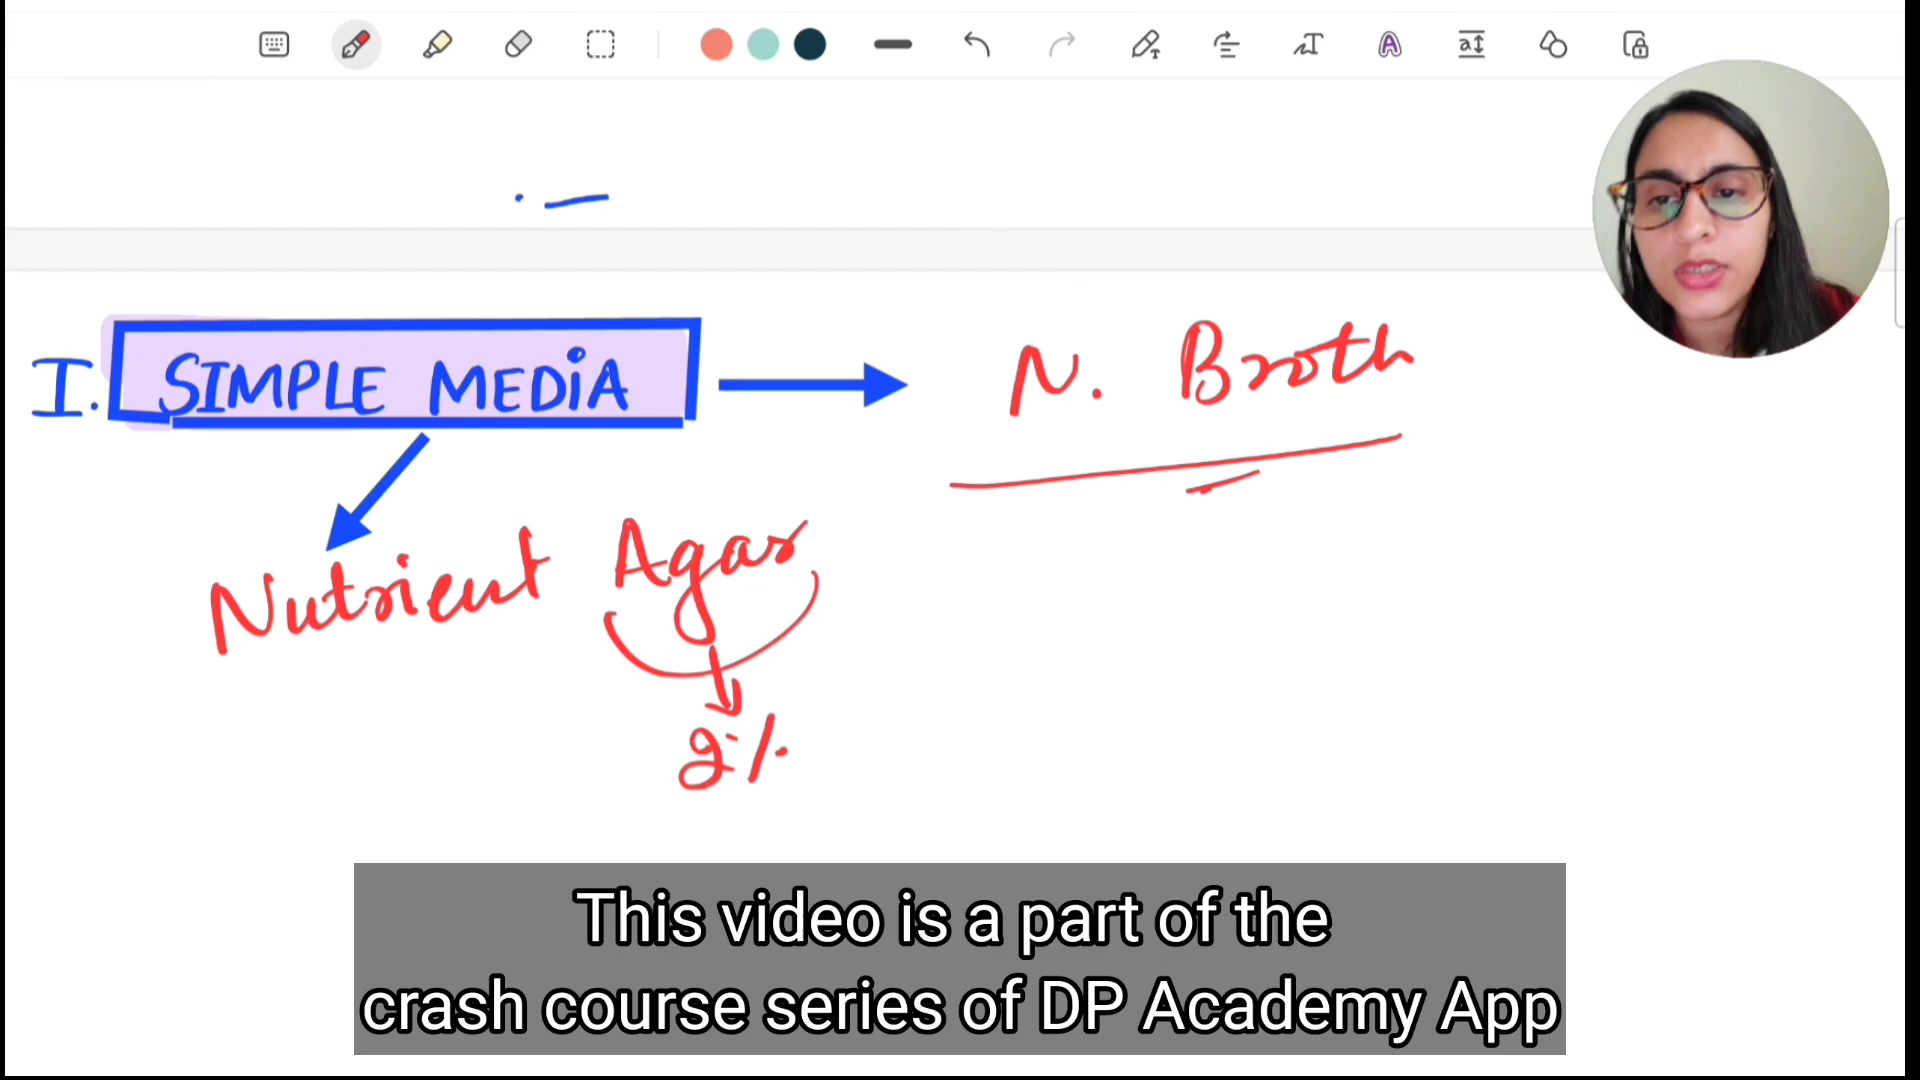 I. SIMPLE MEDIA
N. Broth
Nutrient Agar
2%
This video is a part of the
crash course series of DP Academy App